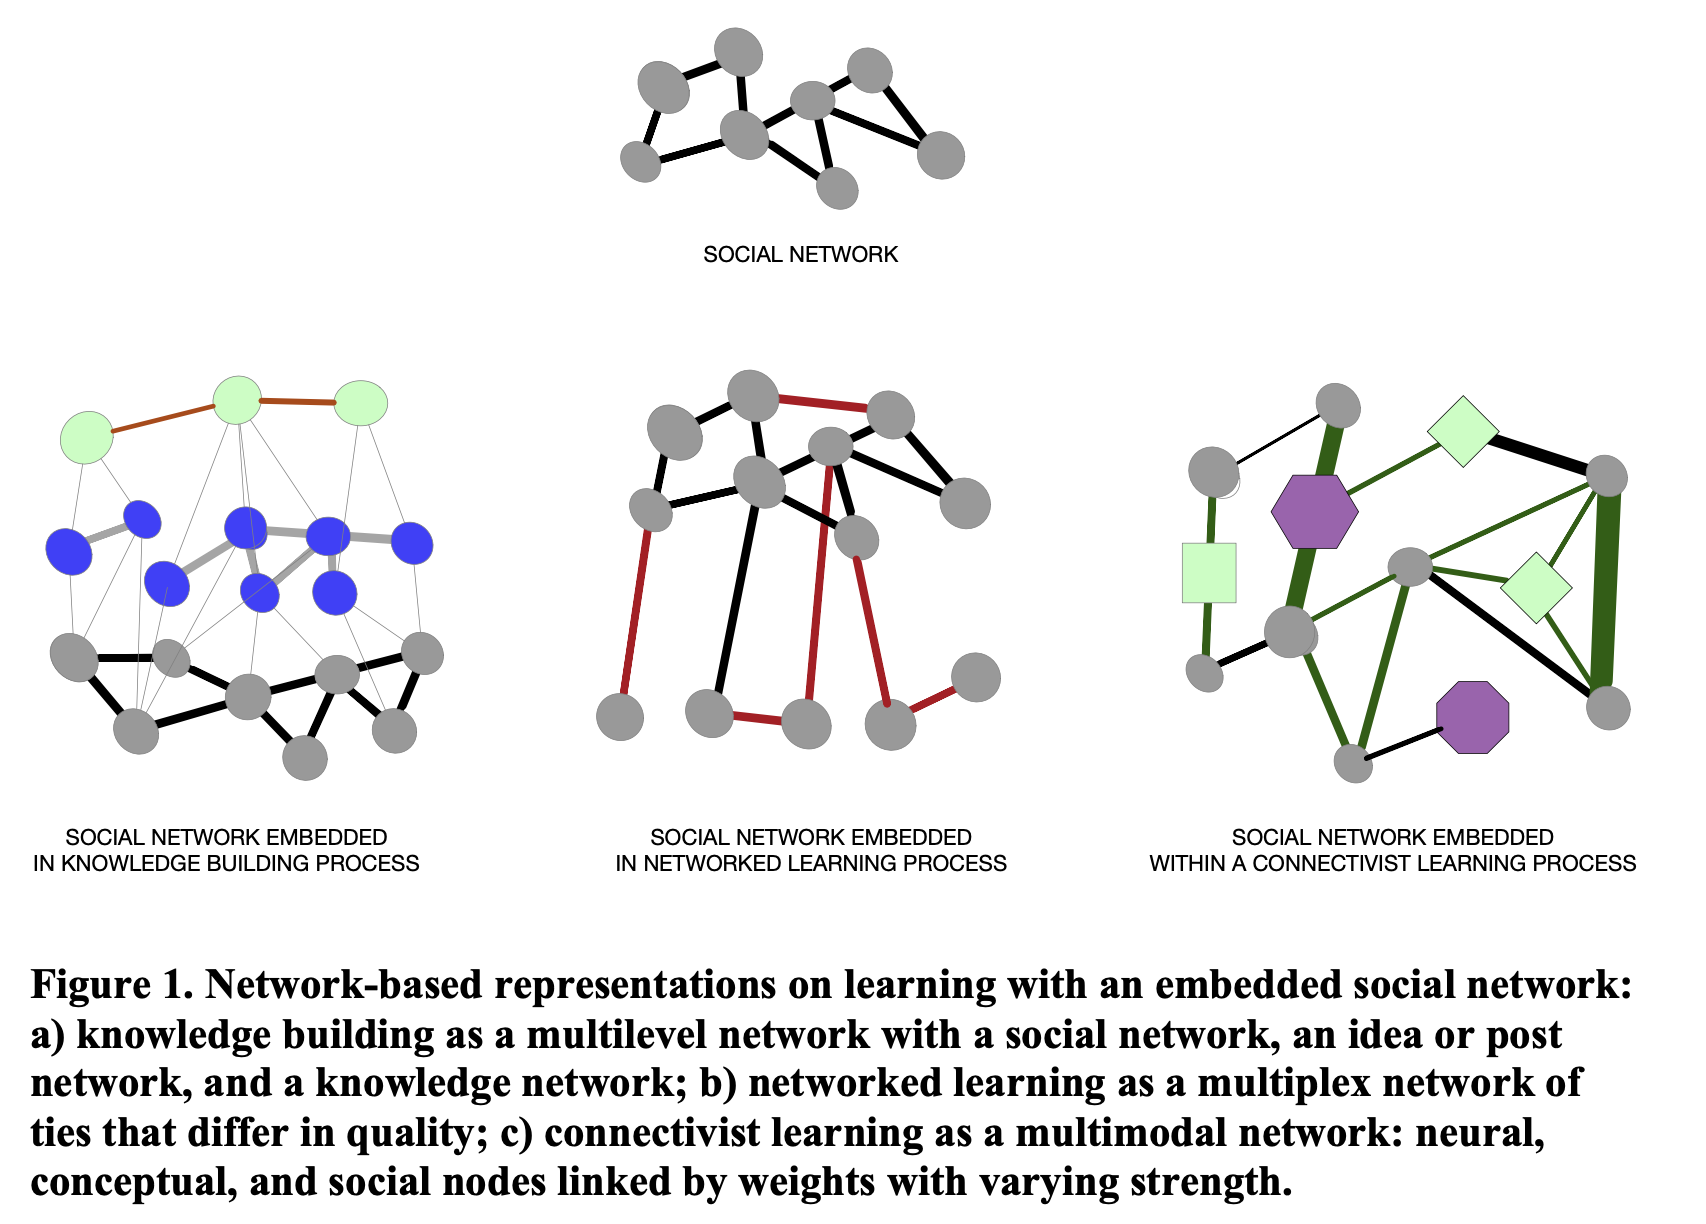 SOCIAL NETWORK
SOCIAL NETWORK EMBEDDED
IN KNOWLEDGE BUILDING PROCESS
SOCIAL NETWORK EMBEDDED
IN NETWORKED LEARNING PROCESS
SOCIAL NETWORK EMBEDDED
WITHIN A CONNECTIVIST LEARNING PROCESS
Figure 1. Network-based representations on learning with an embedded social network:
a) knowledge building as a multilevel network with a social network, an idea or post
network, and a knowledge network; b) networked learning as a multiplex network of
ties that differ in quality; c) connectivist learning as a multimodal network: neural,
conceptual, and social nodes linked by weights with varying strength.